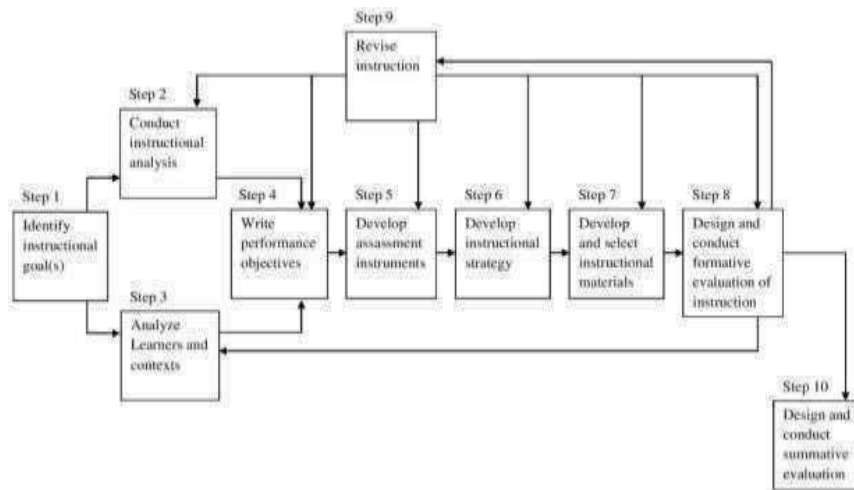 Step 9
Revise
instruction
Step 2
Conduct
instructional
analysis
Step 1
Identify
instructional
goal(s)
Step 3
Analyze
Learners and
contexts
Step 4
Write
performance
objectives
Step 5
Develop
assassment
instruments
Step 6
Develop
instructional
strategy
Step 7
Develop
and select
instructional
materials
Step 8
Design and
conduct
formative
evaluation of
instruction
Step 10
Design and
conduct
summative
evaluation